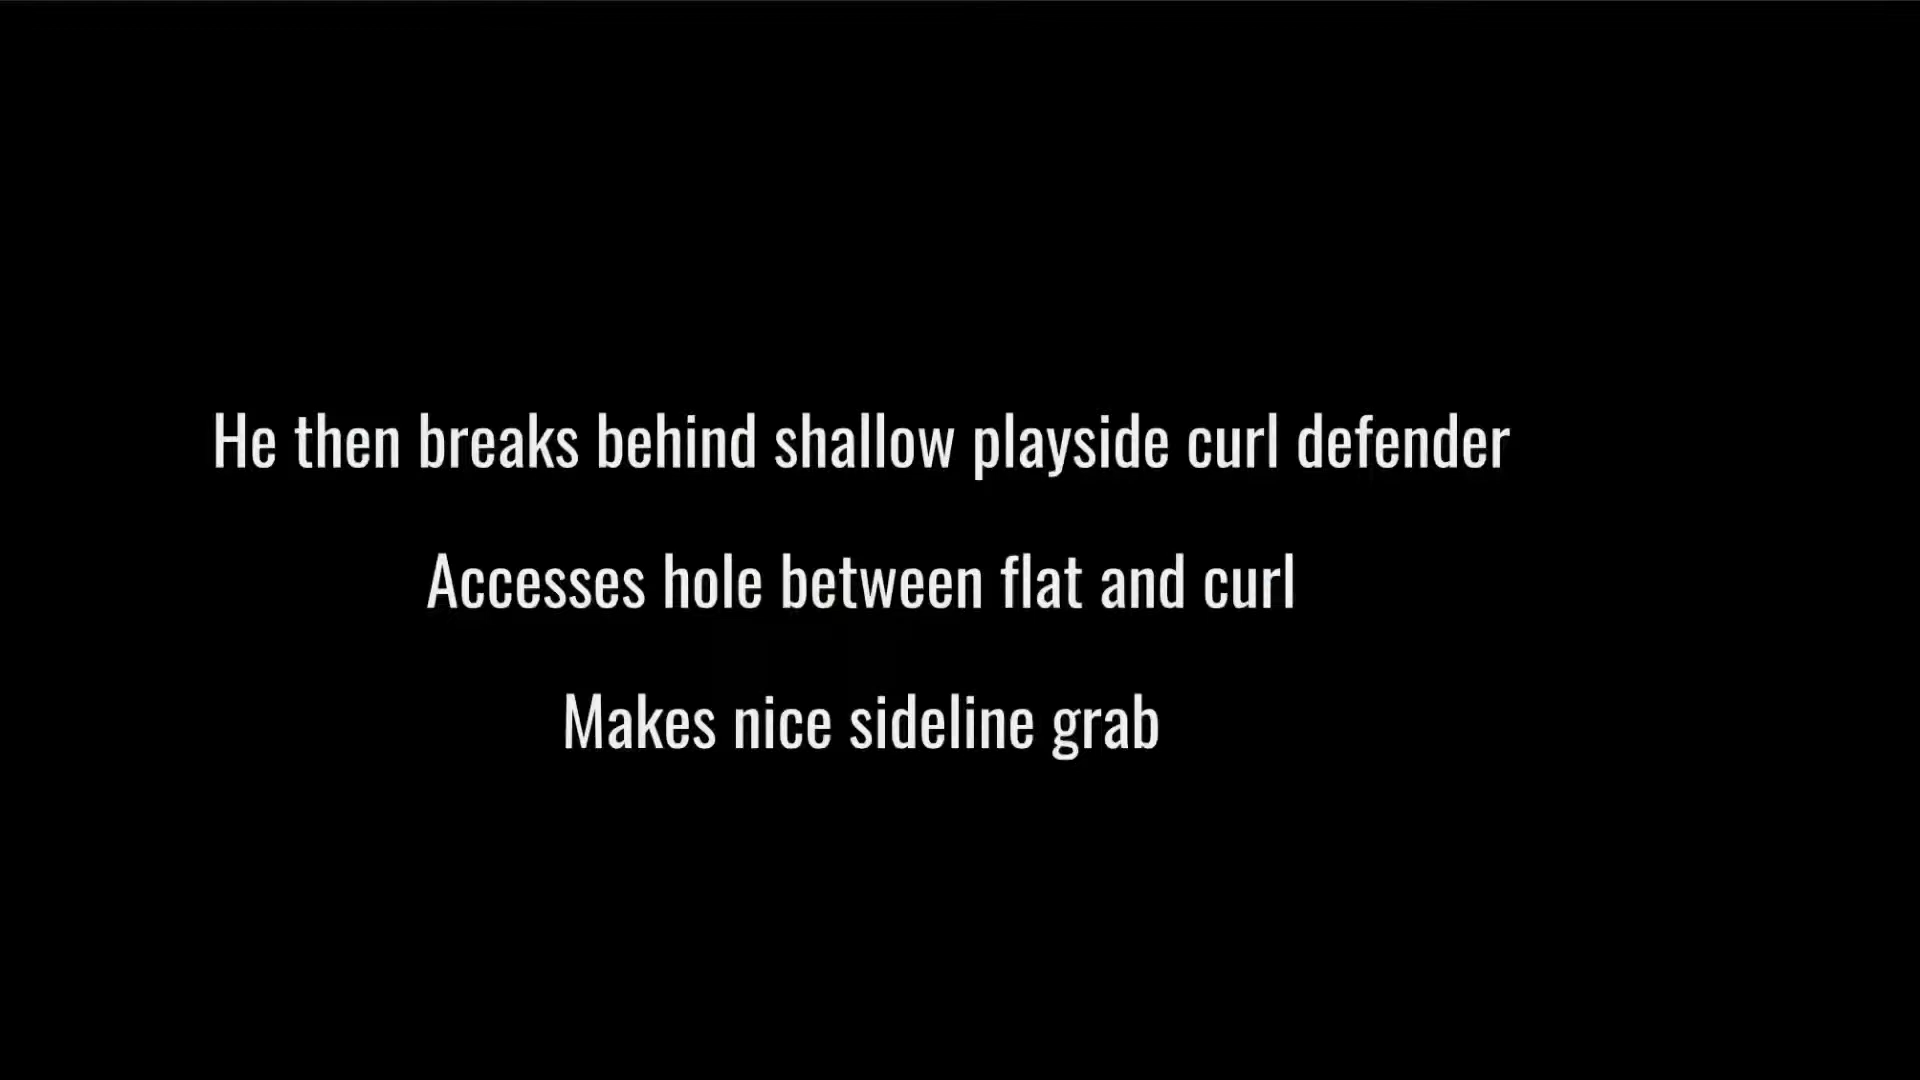 He then breaks behind shallow playside curl defender
Accesses hole between flat and curl
Makes nice sideline grab